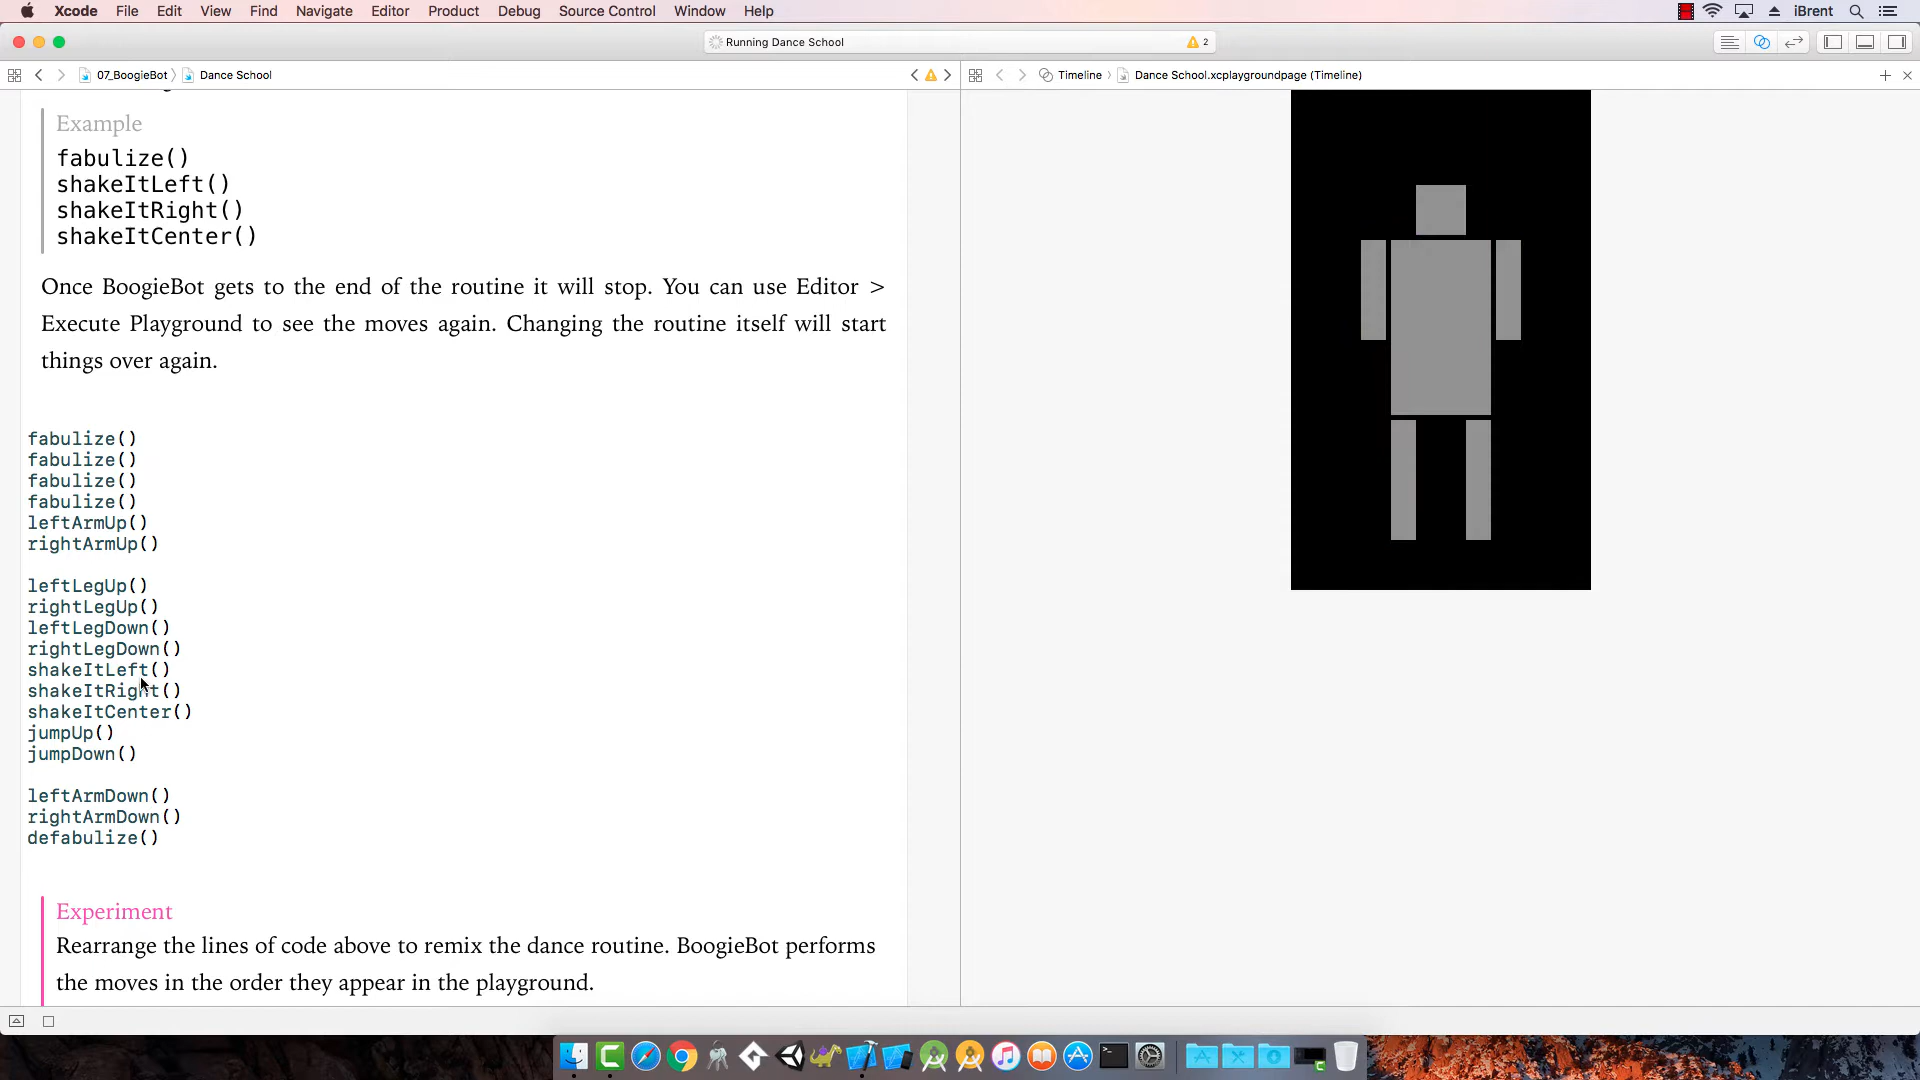 Xcode File Edit View Find Navigate Editor Product Debug Source Control Window Help iBrent
Running Dance School 2
07_BoogieBot Dance School
Timeline Dance School.xcplaygroundpage (Timeline)
Example
fabulize()
shakeItLeft()
shakeItRight()
shakeItCenter()
Once BoogieBot gets to the end of the routine it will stop. You can use Editor >
Execute Playground to see the moves again. Changing the routine itself will start
things over again.
fabulize()
fabulize()
fabulize()
fabulize()
leftArmUp()
rightArmUp()
leftLegUp()
rightLegUp()
leftLegDown()
rightLegDown()
shakeItLeft()
shakeItRight()
shakeItCenter()
jumpUp()
jumpDown()
leftArmDown()
rightArmDown()
defabulize()
Experiment
Rearrange the lines of code above to remix the dance routine. BoogieBot performs
the moves in the order they appear in the playground.